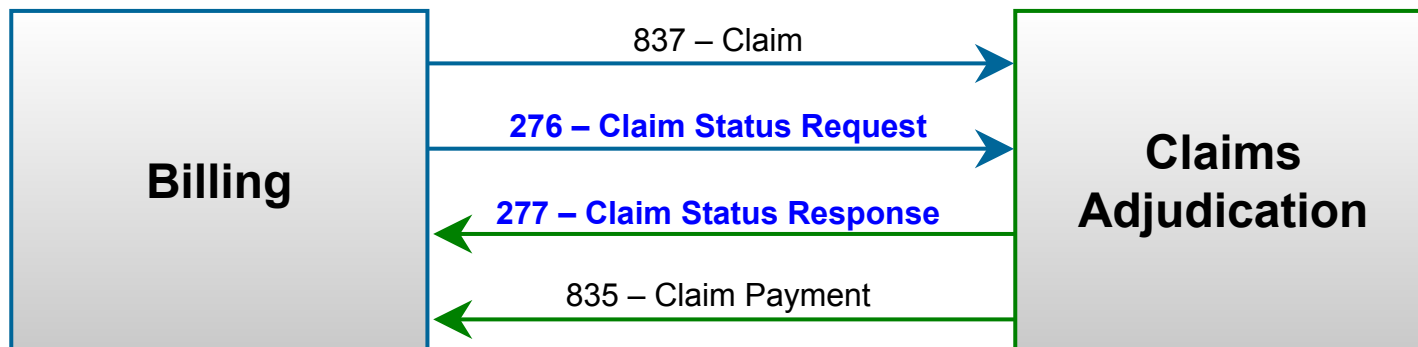 837 – Claim
276 – Claim Status Request
Billing
277 – Claim Status Response
835 – Claim Payment
Claims
Adjudication